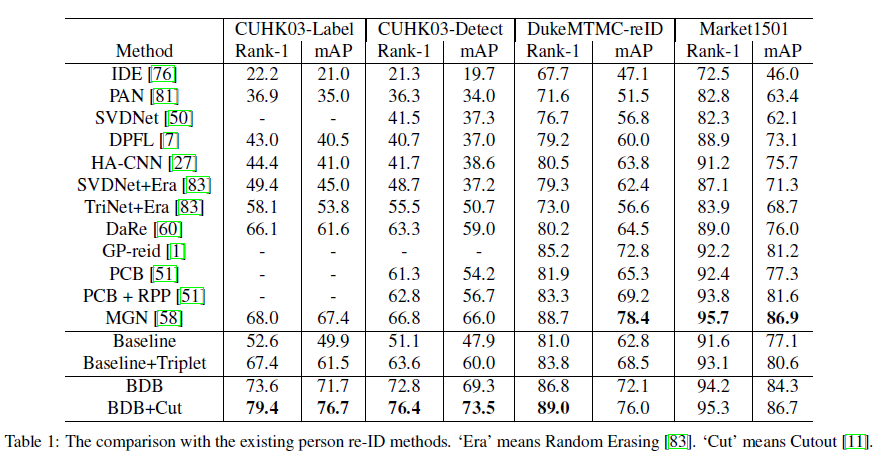 CUHK03-Label CUHK03-Detect DukeMTMC-reID Market1501
Method Rank-1 mAP Rank-1 mAP Rank-1 mAP Rank-1 mAP
IDE [76] 22.2 21.0 21.3 19.7 67.7 47.1 72.5 46.0
PAN [81] 36.9 35.0 36.3 34.0 71.6 51.5 82.8 63.4
SVDNet [50] - - 41.5 37.3 76.7 56.8 82.3 62.1
DPFL [7] 43.0 40.5 40.7 37.0 79.2 60.0 88.9 73.1
HA-CNN [27] 44.4 41.0 41.7 38.6 80.5 63.8 91.2 75.7
SVDNet+Era [83] 49.4 45.0 48.7 37.2 79.3 62.4 87.1 71.3
TriNet+Era [83] 58.1 53.8 55.5 50.7 73.0 56.6 83.9 68.7
DaRe [60] 66.1 61.6 63.3 59.0 80.2 64.5 89.0 76.0
GP-reid [1] - - - - 85.2 72.8 92.2 81.2
PCB [51] - - 61.3 54.2 81.9 65.3 92.4 77.3
PCB + RPP [51] - - 62.8 56.7 83.3 69.2 93.8 81.6
MGN [58] 68.0 67.4 66.8 66.0 88.7 78.4 95.7 86.9
Baseline 52.6 49.9 51.1 47.9 81.0 62.8 91.6 77.1
Baseline+Triplet 67.4 61.5 63.6 60.0 83.8 68.5 93.1 80.6
BDB 73.6 71.7 72.8 69.3 86.8 72.1 94.2 84.3
BDB+Cut 79.4 76.7 76.4 73.5 89.0 76.0 95.3 86.7
Table 1: The comparison with the existing person re-ID methods. ‘Era’ means Random Erasing [83]. ‘Cut’ means Cutout [11].